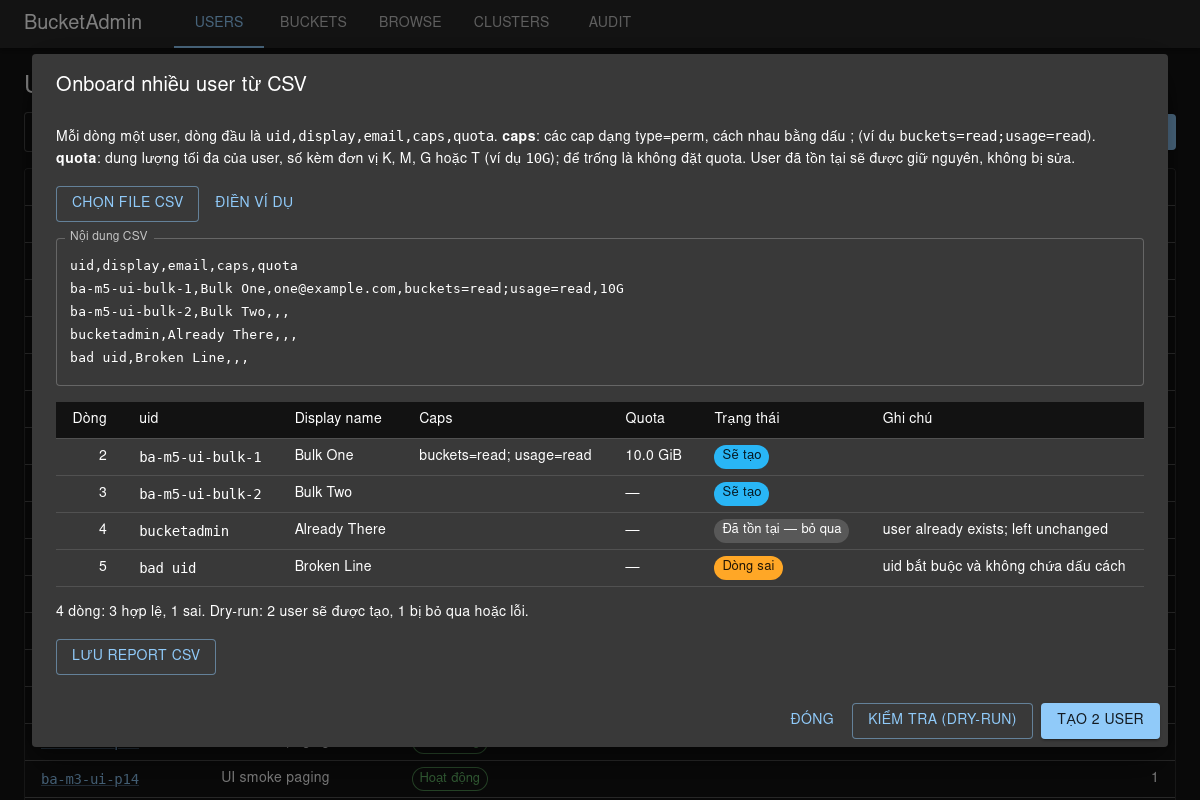 BucketAdmin USERS BUCKETS BROWSE CLUSTERS AUDIT
Onboard nhiều user từ CSV
Mỗi dòng một user, dòng đầu là uid,display,email,caps,quota. caps: các cap dạng type=perm, cách nhau bằng dấu ; (ví dụ buckets=read;usage=read).
quota: dung lượng tối đa của user, số kèm đơn vị K, M, G hoặc T (ví dụ 10G); để trống là không đặt quota. User đã tồn tại sẽ được giữ nguyên, không bị sửa.
CHỌN FILE CSV ĐIỀN VÍ DỤ
Nội dung CSV
uid,display,email,caps,quota
ba-m5-ui-bulk-1,Bulk One,one@example.com,buckets=read;usage=read,10G
ba-m5-ui-bulk-2,Bulk Two,,,
bucketadmin,Already There,,,
bad uid,Broken Line,,,
Dòng uid Display name Caps Quota Trạng thái Ghi chú
2 ba-m5-ui-bulk-1 Bulk One buckets=read; usage=read 10.0 GiB Sẽ tạo
3 ba-m5-ui-bulk-2 Bulk Two — Sẽ tạo
4 bucketadmin Already There — Đã tồn tại — bỏ qua user already exists; left unchanged
5 bad uid Broken Line — Dòng sai uid bắt buộc và không chứa dấu cách
4 dòng: 3 hợp lệ, 1 sai. Dry-run: 2 user sẽ được tạo, 1 bị bỏ qua hoặc lỗi.
LƯU REPORT CSV
ĐÓNG KIỂM TRA (DRY-RUN) TẠO 2 USER
ba-m3-ui-p14 UI smoke paging Hoạt động 1